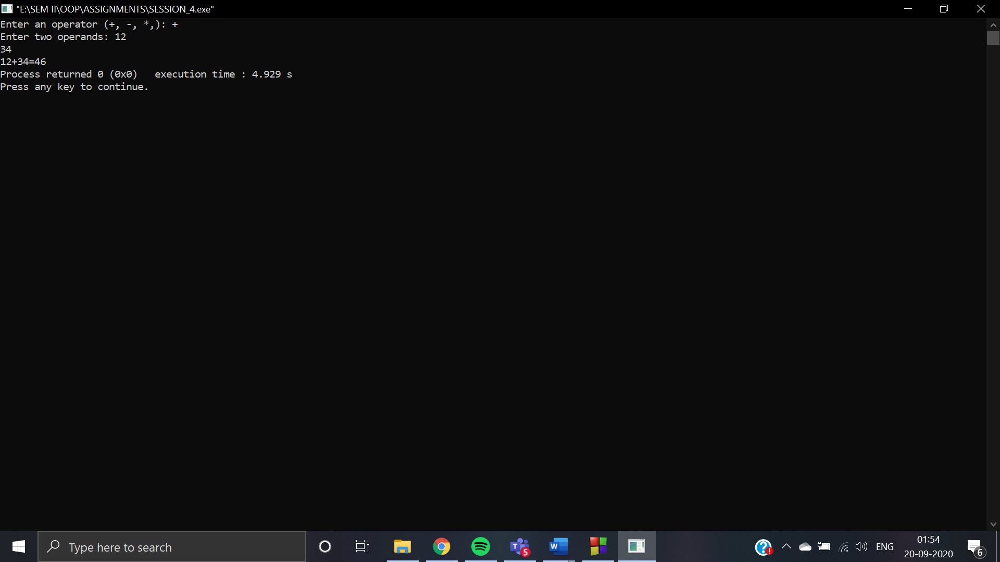 "E:\SEM II\OOP\ASSIGNMENTS\SESSION_4.exe"
Enter an operator (+, -, *,): +
Enter two operands: 12
34
12+34=46
Process returned 0 (0x0)   execution time : 4.929 s
Press any key to continue.
Type here to search
T
5
W
ENG
01:54
20-09-2020
6